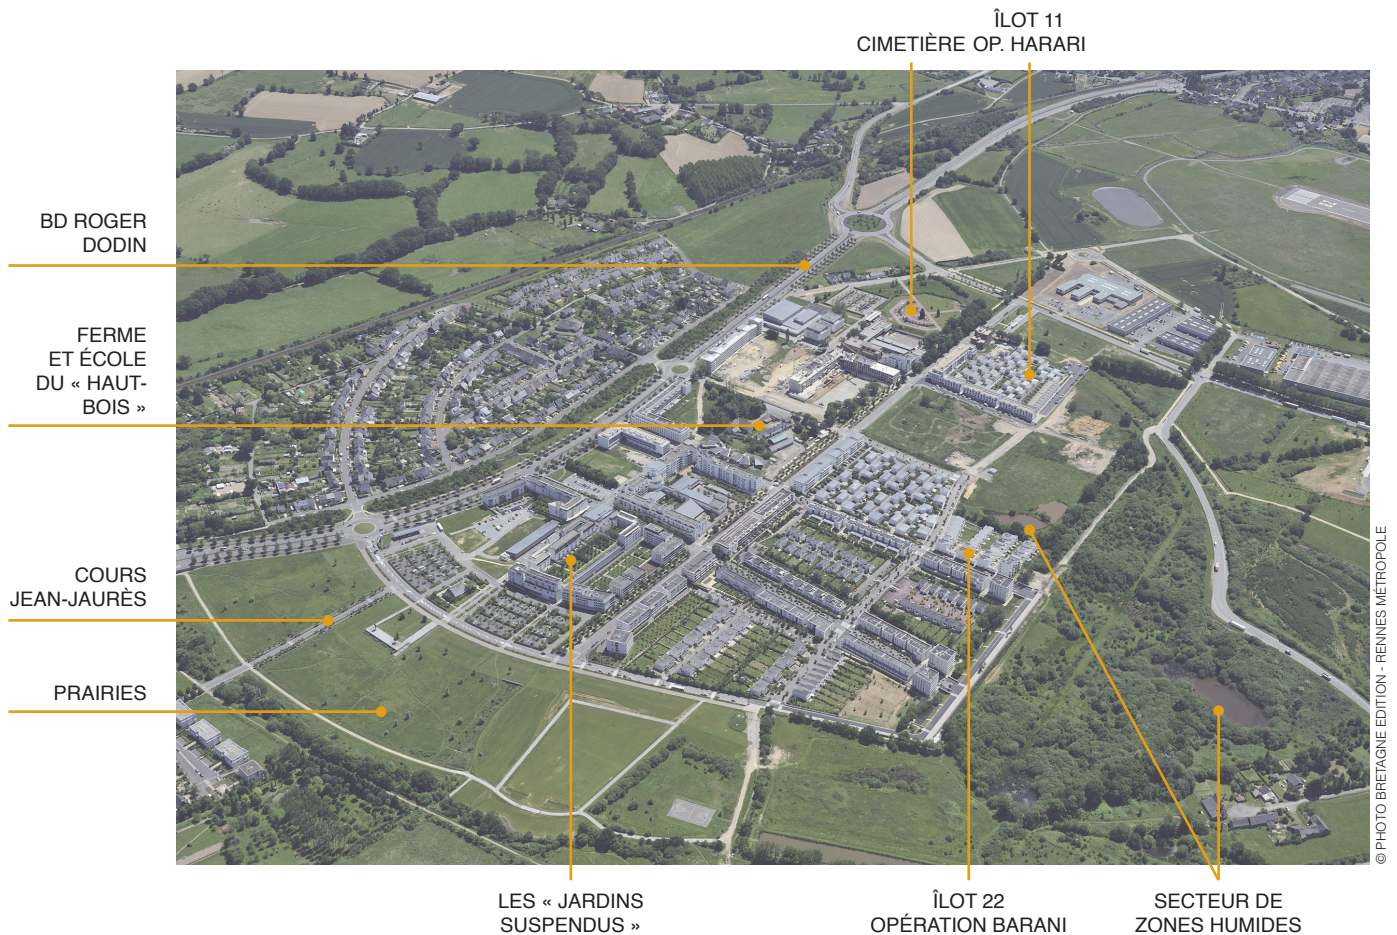 ÎLOT 11
CIMETIÈRE OP. HARARI
BD ROGER
DODIN
FERME
ET ÉCOLE
DU « HAUT-
BOIS »
COURS
JEAN-JAURÈS
PRAIRIES
LES « JARDINS
SUSPENDUS »
ÎLOT 22
OPÉRATION BARANI
SECTEUR DE
ZONES HUMIDES
© PHOTO BRETAGNE EDITION - RENNES MÉTROPOLE